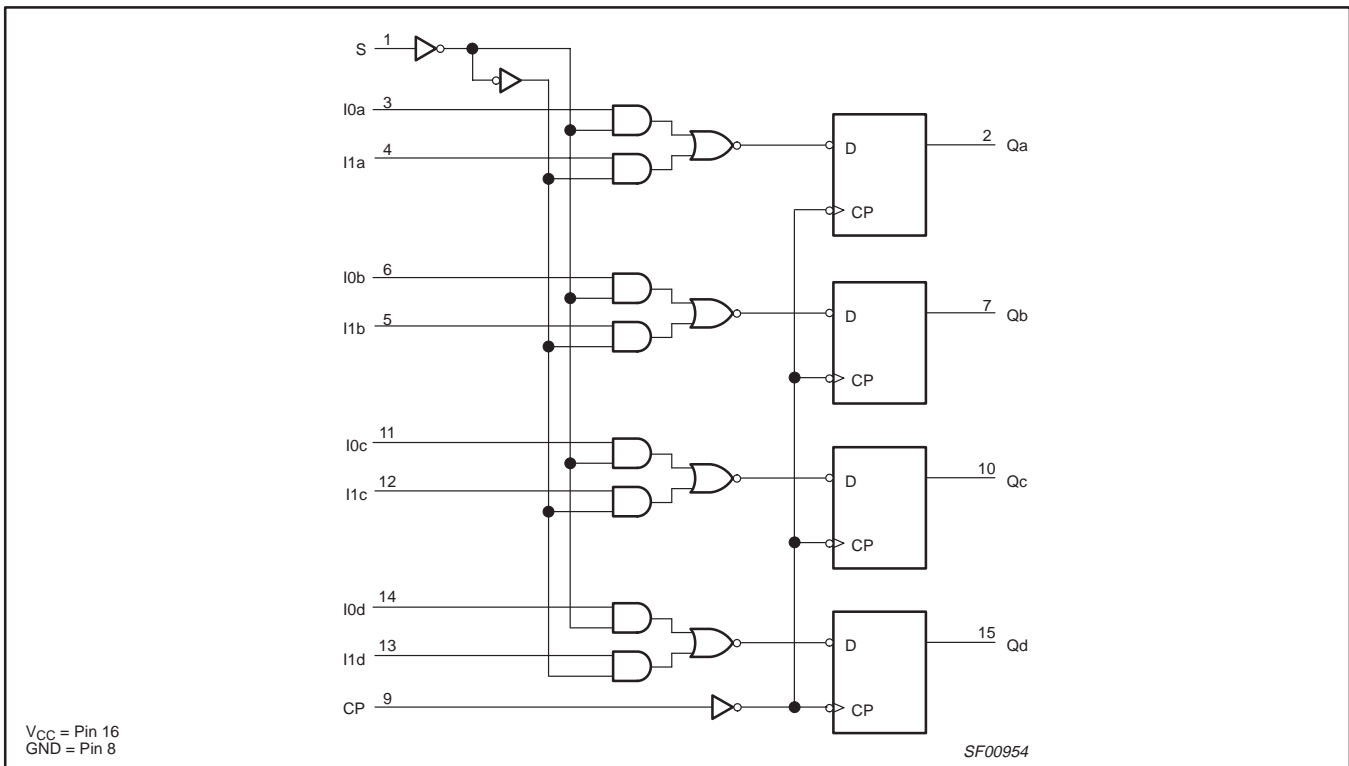 S 1
I0a 3
I1a 4
D
2 Qa
CP
I0b 6
I1b 5
D
7 Qb
CP
I0c 11
I1c 12
D
10 Qc
CP
I0d 14
I1d 13
D
15 Qd
CP 9
CP
VCC = Pin 16
GND = Pin 8
SF00954